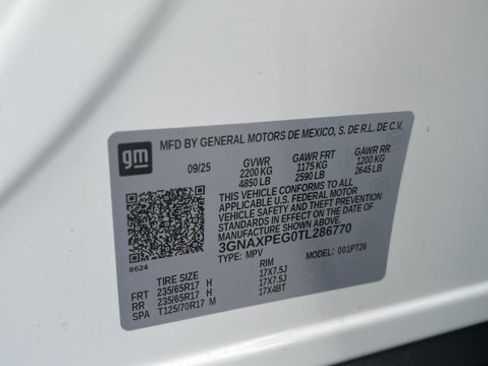 gm
MFD BY GENERAL MOTORS DE MEXICO, S. DE R.L. DE C.V.
09/25 GVWR GAWR FRT GAWR RR
2200 KG 1175 KG 1200 KG
4850 LB 2590 LB 2645 LB
THIS VEHICLE CONFORMS TO ALL
APPLICABLE U.S. FEDERAL MOTOR
VEHICLE SAFETY STANDARDS IN
EFFECT ON THE DATE OF
MANUFACTURE SHOWN ABOVE.
3GNAXPEG0TL286770
TYPE: MPV MODEL: 001PT26
8624
TIRE SIZE RIM
FRT 235/65R17 H 17X7.5J
RR 235/65R17 H 17X7.5J
SPA T125/70R17 M 17X4BT